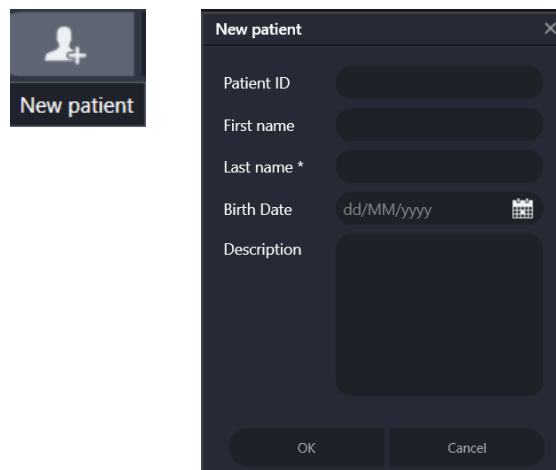 New patient
New patient
Patient ID
First name
Last name *
Birth Date dd/MM/yyyy
Description
OK Cancel